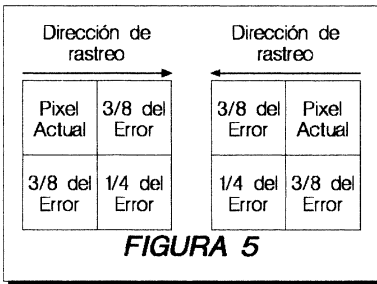 Dirección de
rastreo
Pixel
Actual
3/8 del
Error
3/8 del
Error
1/4 del
Error
Dirección de
rastreo
3/8 del
Error
Pixel
Actual
1/4 del
Error
3/8 del
Error
FIGURA 5